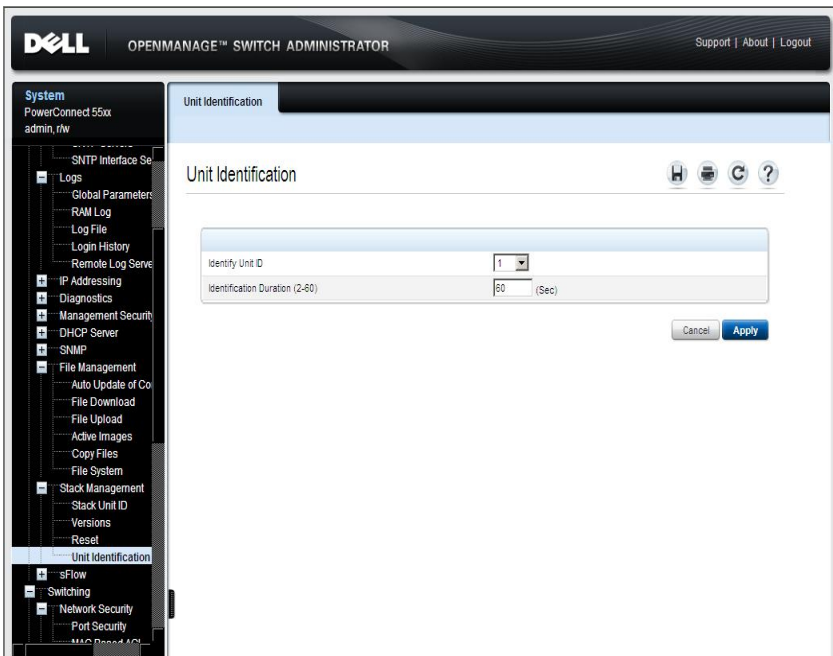 DELL
OPENMANAGE™ SWITCH ADMINISTRATOR
Support | About | Logout
System
PowerConnect 55xx
admin, r/w
Unit Identification
SNTP Interface Se
Logs
Global Parameters
RAM Log
Log File
Login History
Remote Log Serve
IP Addressing
Diagnostics
Management Security
DHCP Server
SNMP
File Management
Auto Update of Co
File Download
File Upload
Active Images
Copy Files
File System
Stack Management
Stack Unit ID
Versions
Reset
Unit Identification
sFlow
Switching
Network Security
Port Security
Unit Identification
Identify Unit ID
1
Identification Duration (2-60)
60 (Sec)
Cancel
Apply